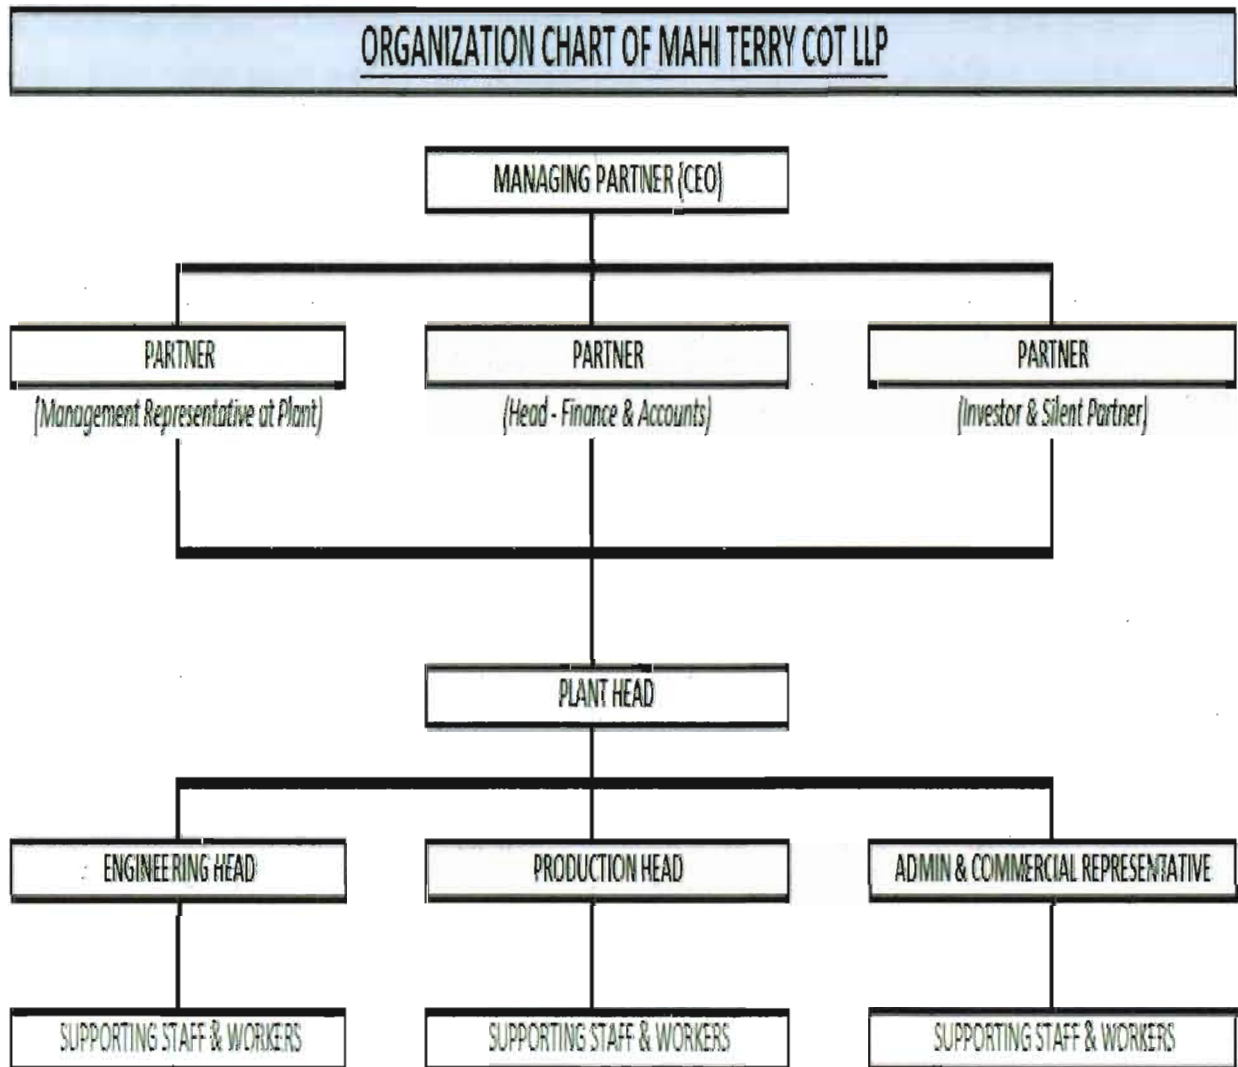 ORGANIZATION CHART OF MAHI TERRY COT LLP
MANAGING PARTNER (CEO)
PARTNER
(Management Representative at Plant)
PARTNER
(Head - Finance & Accounts)
PARTNER
(Investor & Silent Partner)
PLANT HEAD
ENGINEERING HEAD
PRODUCTION HEAD
ADMIN & COMMERCIAL REPRESENTATIVE
SUPPORTING STAFF & WORKERS
SUPPORTING STAFF & WORKERS
SUPPORTING STAFF & WORKERS